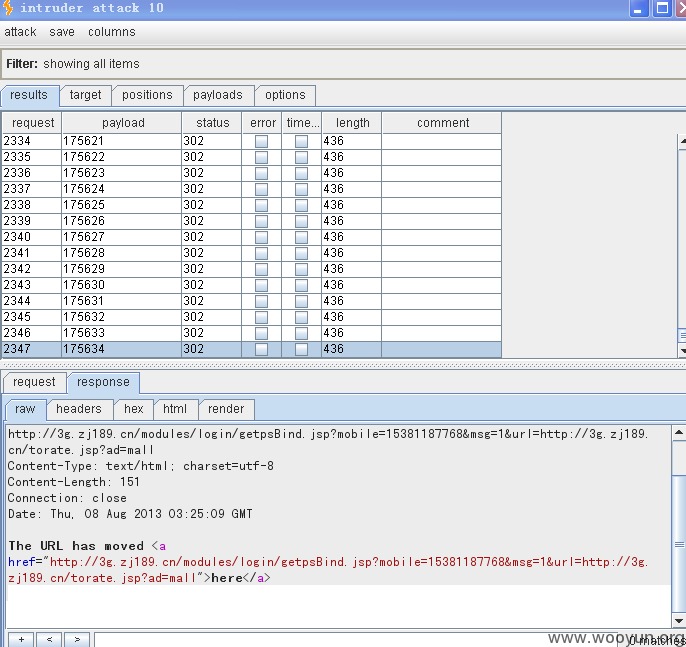 intruder attack 10
attack save columns
Filter: showing all items
results target positions payloads options
request payload status error time... length comment
2334 175621 302 436
2335 175622 302 436
2336 175623 302 436
2337 175624 302 436
2338 175625 302 436
2339 175626 302 436
2340 175627 302 436
2341 175628 302 436
2342 175629 302 436
2343 175630 302 436
2344 175631 302 436
2345 175632 302 436
2346 175633 302 436
2347 175634 302 436
request response
raw headers hex html render
http://3g.zj189.cn/modules/login/getpsBind.jsp?mobile=15381187768&msg=1&url=http://3g.zj189.
cn/torate.jsp?ad=mall
Content-Type: text/html; charset=utf-8
Content-Length: 151
Connection: close
Date: Thu, 08 Aug 2013 03:25:09 GMT
The URL has moved <a
href="http://3g.zj189.cn/modules/login/getpsBind.jsp?mobile=15381187768&msg=1&url=http://3g.
zj189.cn/torate.jsp?ad=mall">here</a>
+ < > 0 matches
www.wooyun.org